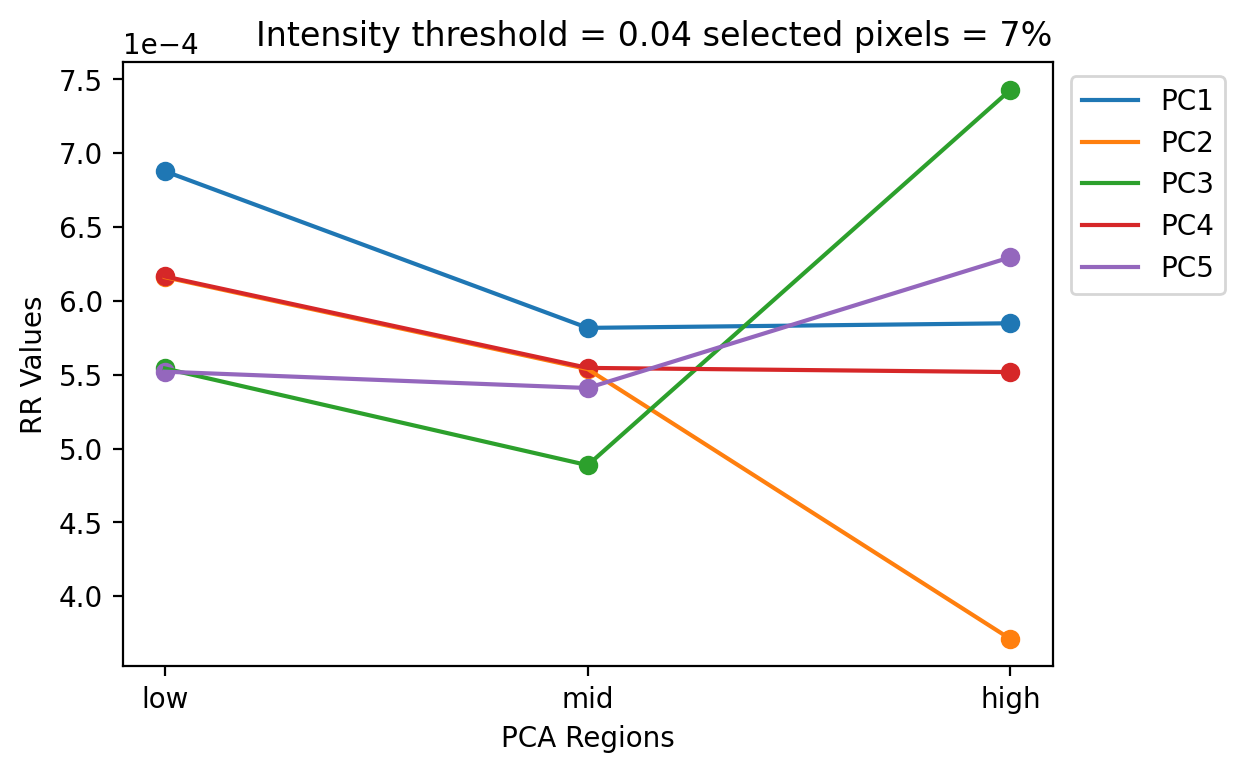 Intensity threshold = 0.04 selected pixels = 7%
1e−4
7.5
7.0
6.5
6.0
5.5
5.0
4.5
4.0
RR Values
low
mid
high
PCA Regions
PC1
PC2
PC3
PC4
PC5